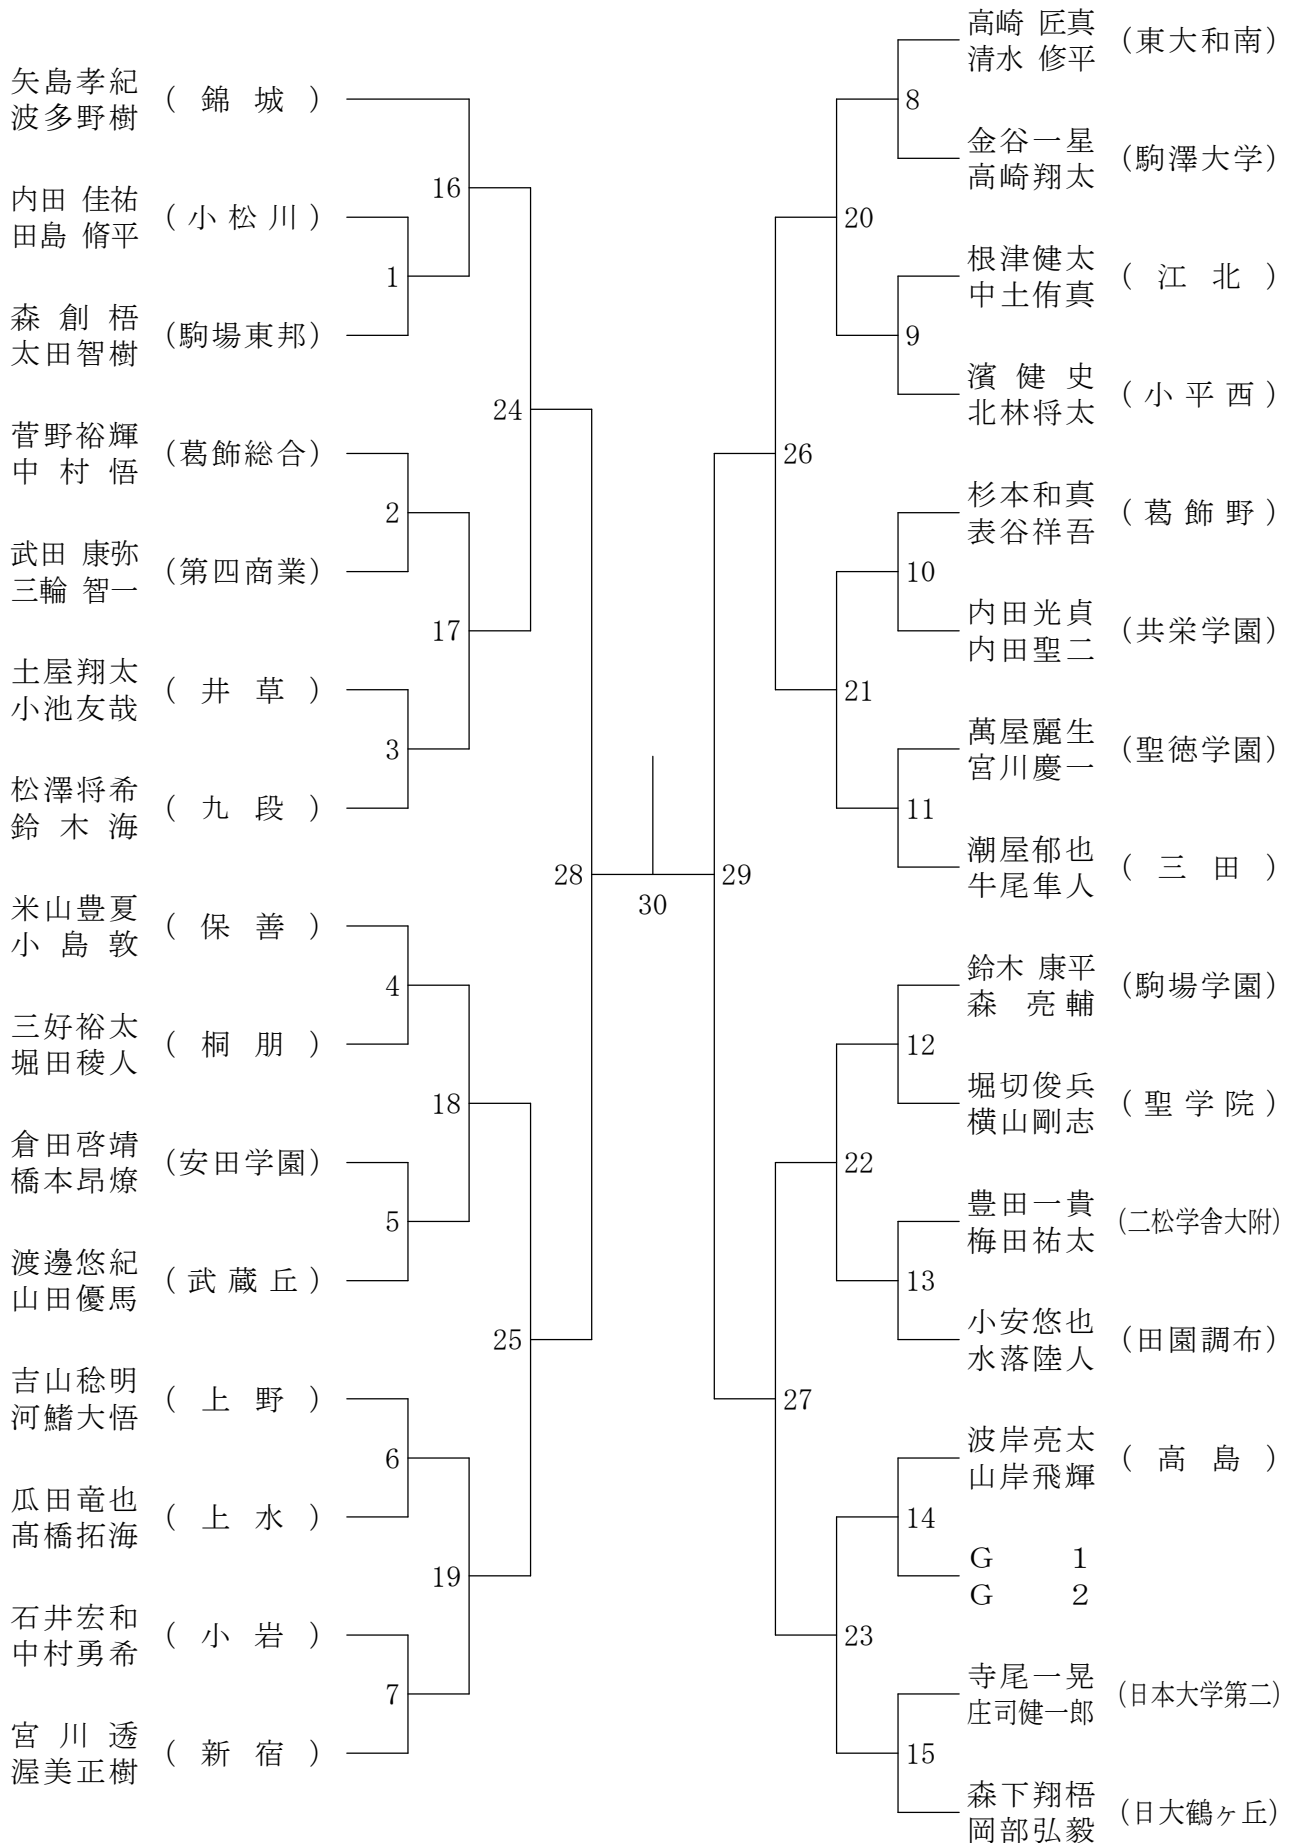 矢島孝紀
波多野樹
(錦城)
内田 佳祐
田島 脩平
(小松川)
森創梧
太田智樹
(駒場東邦)
菅野裕輝
中村悟
(葛飾総合)
武田 康弥
三輪 智一
(第四商業)
土屋翔太
小池友哉
(井草)
松澤将希
鈴木海
(九段)
米山豊夏
小島敦
(保善)
三好裕太
堀田稜人
(桐朋)
倉田啓靖
橋本昂燎
(安田学園)
渡邊悠紀
山田優馬
(武蔵丘)
吉山稔明
河鰭大悟
(上野)
瓜田竜也
髙橋拓海
(上水)
石井宏和
中村勇希
(小岩)
宮川透
渥美正樹
(新宿)
1
2
3
4
5
6
7
16
17
18
19
24
25
28
30
29
26
27
20
21
22
23
8
9
10
11
12
13
14
15
高崎 匠真
清水 修平
(東大和南)
金谷一星
高崎翔太
(駒澤大学)
根津健太
中土侑真
(江北)
濱健史
北林将太
(小平西)
杉本和真
表谷祥吾
(葛飾野)
内田光貞
内田聖二
(共栄学園)
萬屋麗生
宮川慶一
(聖徳学園)
潮屋郁也
牛尾隼人
(三田)
鈴木 康平
森 亮輔
(駒場学園)
堀切俊兵
横山剛志
(聖学院)
豊田一貴
梅田祐太
(二松学舎大附)
小安悠也
水落陸人
(田園調布)
波岸亮太
山岸飛輝
(高島)
G 1
G 2
寺尾一晃
庄司健一郎
(日本大学第二)
森下翔梧
岡部弘毅
(日大鶴ヶ丘)